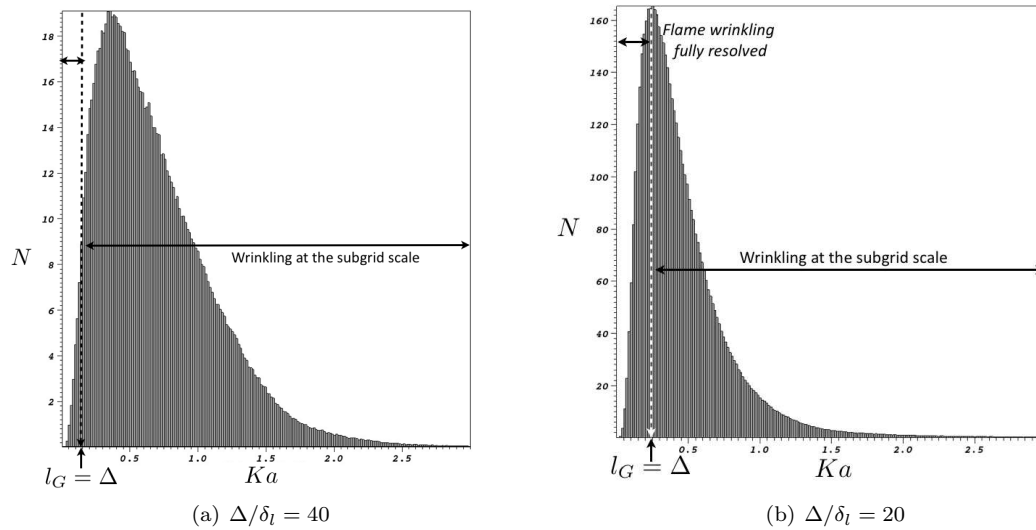 18
16
14
12
10
8
6
4
2
N
Wrinkling at the subgrid scale
0.5
1.0
1.5
2.0
2.5
l_G = Δ
Ka
(a) Δ/δ_l = 40
160
140
120
100
80
60
40
20
N
Flame wrinkling
fully resolved
Wrinkling at the subgrid scale
0.5
1.0
1.5
2.0
2.5
l_G = Δ
Ka
(b) Δ/δ_l = 20